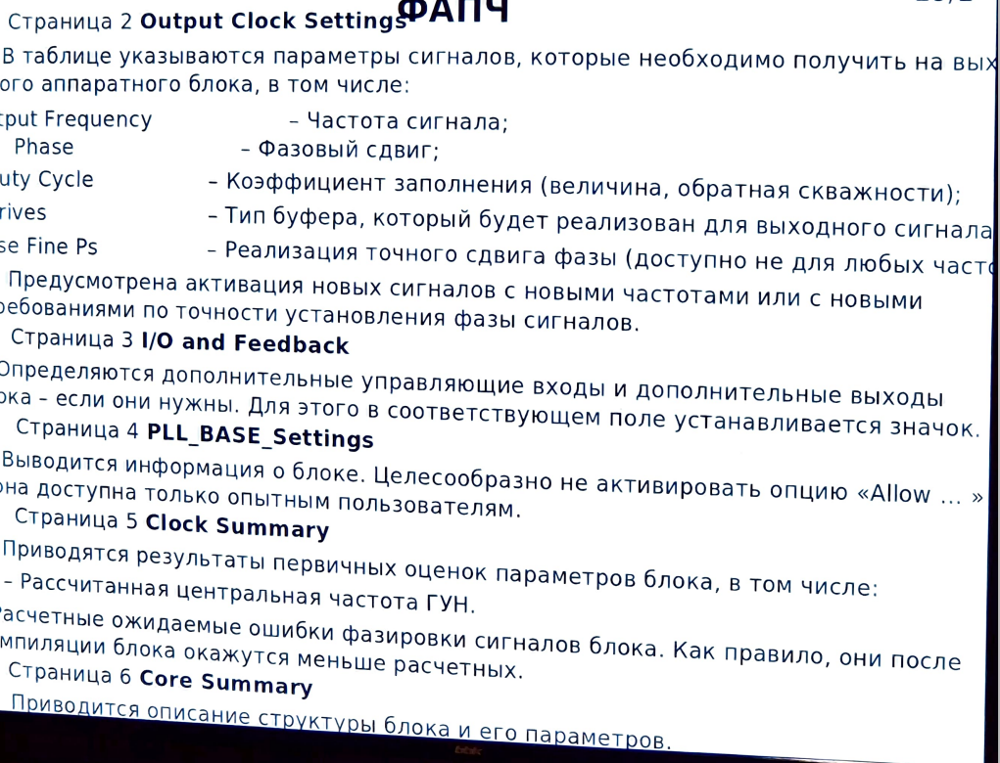 ФАПЧ
Страница 2 Output Clock Settings
В таблице указываются параметры сигналов, которые необходимо получить на вых
ого аппаратного блока, в том числе:
tput Frequency – Частота сигнала;
Phase – Фазовый сдвиг;
uty Cycle – Коэффициент заполнения (величина, обратная скважности);
rives – Тип буфера, который будет реализован для выходного сигнала
se Fine Ps – Реализация точного сдвига фазы (доступно не для любых часто
Предусмотрена активация новых сигналов с новыми частотами или с новыми
ребованиями по точности установления фазы сигналов.
Страница 3 I/O and Feedback
Определяются дополнительные управляющие входы и дополнительные выходы
ока – если они нужны. Для этого в соответствующем поле устанавливается значок.
Страница 4 PLL_BASE_Settings
Выводится информация о блоке. Целесообразно не активировать опцию «Allow ... »
она доступна только опытным пользователям.
Страница 5 Clock Summary
Приводятся результаты первичных оценок параметров блока, в том числе:
– Рассчитанная центральная частота ГУН.
Расчетные ожидаемые ошибки фазировки сигналов блока. Как правило, они после
мпиляции блока окажутся меньше расчетных.
Страница 6 Core Summary
Приводится описание структуры блока и его параметров.